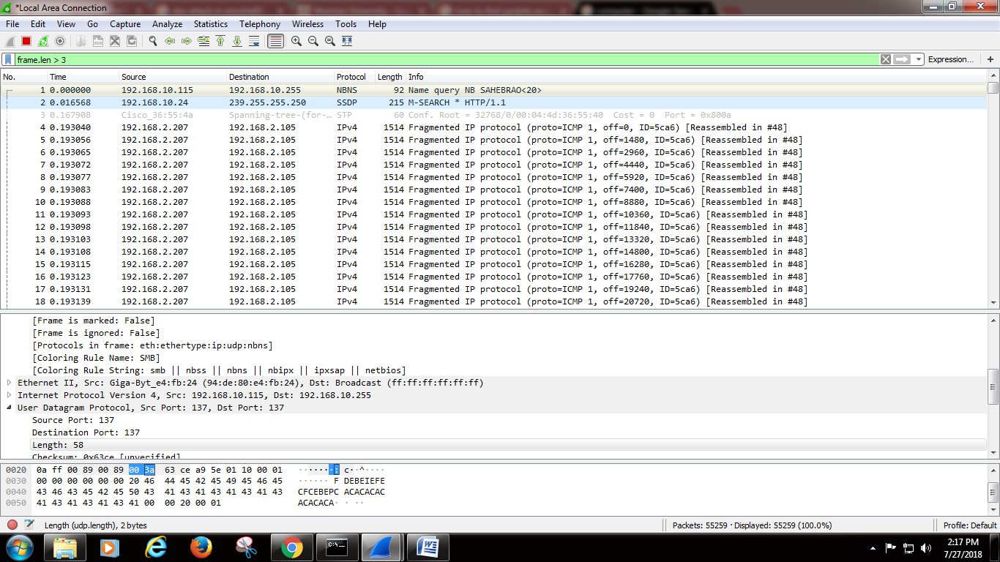 *Local Area Connection
File Edit View Go Capture Analyze Statistics Telephony Wireless Tools Help
frame.len > 3
Expression... +
No. Time Source Destination Protocol Length Info
1 0.000000 192.168.10.115 192.168.10.255 NBNS 92 Name query NB SAHEBRAO<20>
2 0.016568 192.168.10.24 239.255.255.250 SSDP 215 M-SEARCH * HTTP/1.1
3 0.167908 Cisco_36:55:4a Spanning-tree-(for-… STP 60 Conf. Root = 32768/0/00:04:4d:36:55:40 Cost = 0 Port = 0x800a
4 0.193040 192.168.2.207 192.168.2.105 IPv4 1514 Fragmented IP protocol (proto=ICMP 1, off=0, ID=5ca6) [Reassembled in #48]
5 0.193056 192.168.2.207 192.168.2.105 IPv4 1514 Fragmented IP protocol (proto=ICMP 1, off=1480, ID=5ca6) [Reassembled in #48]
6 0.193065 192.168.2.207 192.168.2.105 IPv4 1514 Fragmented IP protocol (proto=ICMP 1, off=2960, ID=5ca6) [Reassembled in #48]
7 0.193072 192.168.2.207 192.168.2.105 IPv4 1514 Fragmented IP protocol (proto=ICMP 1, off=4440, ID=5ca6) [Reassembled in #48]
8 0.193077 192.168.2.207 192.168.2.105 IPv4 1514 Fragmented IP protocol (proto=ICMP 1, off=5920, ID=5ca6) [Reassembled in #48]
9 0.193083 192.168.2.207 192.168.2.105 IPv4 1514 Fragmented IP protocol (proto=ICMP 1, off=7400, ID=5ca6) [Reassembled in #48]
10 0.193088 192.168.2.207 192.168.2.105 IPv4 1514 Fragmented IP protocol (proto=ICMP 1, off=8880, ID=5ca6) [Reassembled in #48]
11 0.193093 192.168.2.207 192.168.2.105 IPv4 1514 Fragmented IP protocol (proto=ICMP 1, off=10360, ID=5ca6) [Reassembled in #48]
12 0.193098 192.168.2.207 192.168.2.105 IPv4 1514 Fragmented IP protocol (proto=ICMP 1, off=11840, ID=5ca6) [Reassembled in #48]
13 0.193103 192.168.2.207 192.168.2.105 IPv4 1514 Fragmented IP protocol (proto=ICMP 1, off=13320, ID=5ca6) [Reassembled in #48]
14 0.193108 192.168.2.207 192.168.2.105 IPv4 1514 Fragmented IP protocol (proto=ICMP 1, off=14800, ID=5ca6) [Reassembled in #48]
15 0.193115 192.168.2.207 192.168.2.105 IPv4 1514 Fragmented IP protocol (proto=ICMP 1, off=16280, ID=5ca6) [Reassembled in #48]
16 0.193123 192.168.2.207 192.168.2.105 IPv4 1514 Fragmented IP protocol (proto=ICMP 1, off=17760, ID=5ca6) [Reassembled in #48]
17 0.193131 192.168.2.207 192.168.2.105 IPv4 1514 Fragmented IP protocol (proto=ICMP 1, off=19240, ID=5ca6) [Reassembled in #48]
18 0.193139 192.168.2.207 192.168.2.105 IPv4 1514 Fragmented IP protocol (proto=ICMP 1, off=20720, ID=5ca6) [Reassembled in #48]
[Frame is marked: False]
[Frame is ignored: False]
[Protocols in frame: eth:ethertype:ip:udp:nbns]
[Coloring Rule Name: SMB]
[Coloring Rule String: smb || nbss || nbns || nbipx || ipxsap || netbios]
Ethernet II, Src: Giga-Byt_e4:fb:24 (94:de:80:e4:fb:24), Dst: Broadcast (ff:ff:ff:ff:ff:ff)
Internet Protocol Version 4, Src: 192.168.10.115, Dst: 192.168.10.255
User Datagram Protocol, Src Port: 137, Dst Port: 137
Source Port: 137
Destination Port: 137
Length: 58
Checksum: 0x63ce [unverified]
0020 0a ff 00 89 00 89 00 3a 63 ce a9 5e 01 10 00 01 ·······: c··^····
0030 00 00 00 00 00 00 20 46 44 45 42 45 49 45 46 45 ······ F DEBEIEFE
0040 43 46 43 45 42 45 50 43 41 43 41 43 41 43 41 43 CFCEBEPC ACACACAC
0050 41 43 41 43 41 43 41 00 00 20 00 01 ACACACA· · ··
Length (udp.length), 2 bytes
Packets: 55259 · Displayed: 55259 (100.0%)
Profile: Default
2:17 PM
7/27/2018